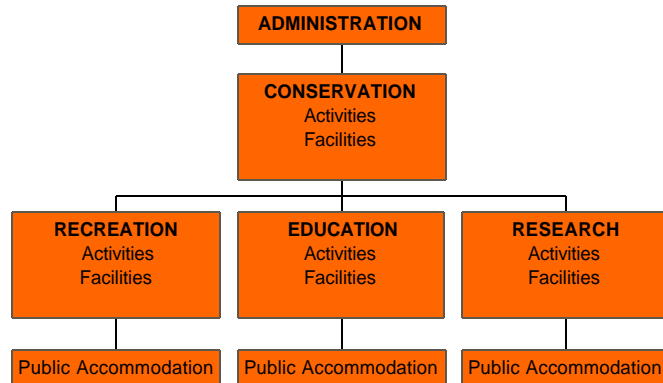 ADMINISTRATION
CONSERVATION
Activities
Facilities
RECREATION
Activities
Facilities
EDUCATION
Activities
Facilities
RESEARCH
Activities
Facilities
Public Accommodation
Public Accommodation
Public Accommodation